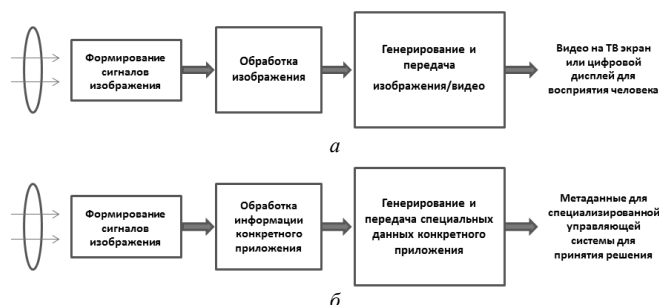 Формирование
сигналов
изображения
Обработка
изображения
Генерирование и
передача
изображения/видео
Видео на ТВ экран
или цифровой
дисплей для
восприятия человека
а
Формирование
сигналов
изображения
Обработка
информации
конкретного
приложения
Генерирование и
передача специальных
данных конкретного
приложения
Метаданные для
специализированной
управляющей
системы для
принятия решения
б